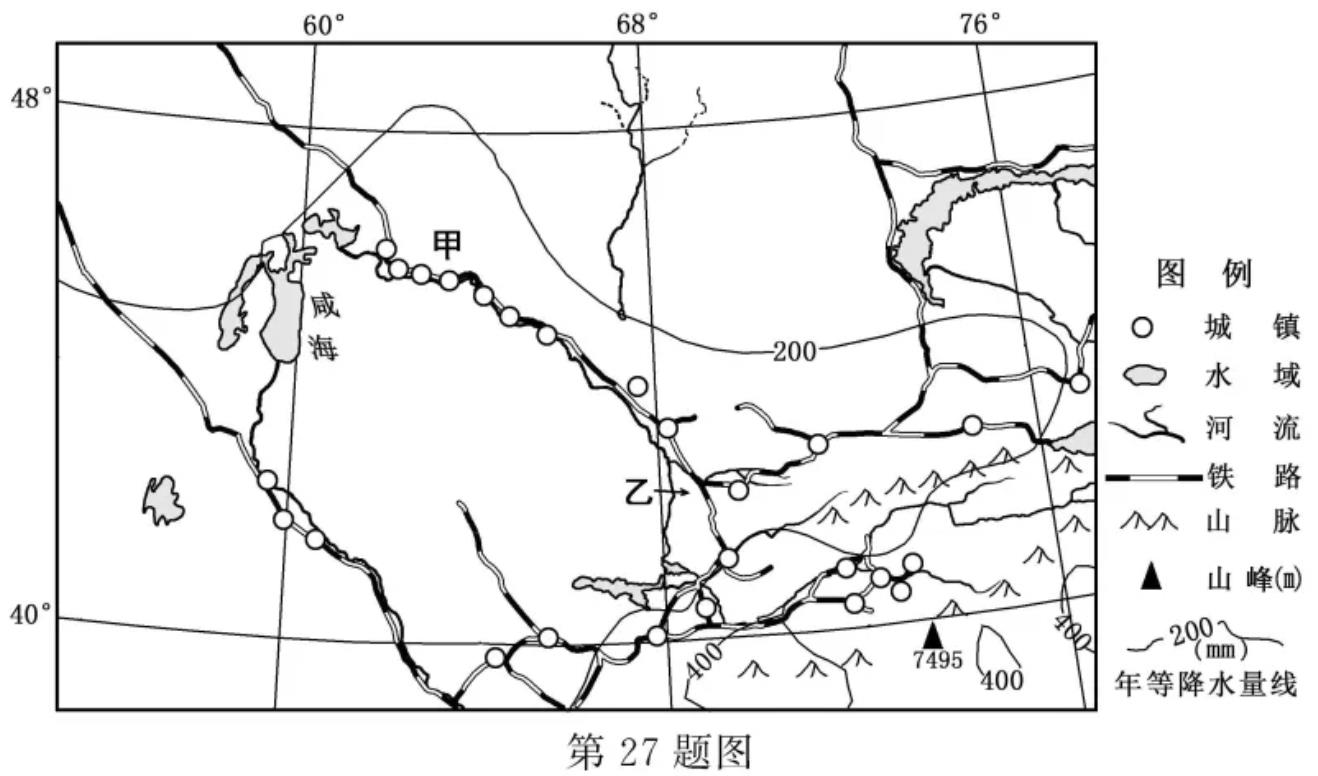 60°
68°
76°
48°
甲
咸
海
200
乙
40°
400
7495
400
400
图 例
城 镇
水 域
河 流
铁 路
山 脉
山 峰(m)
200
(mm)
年等降水量线
第 27 题图